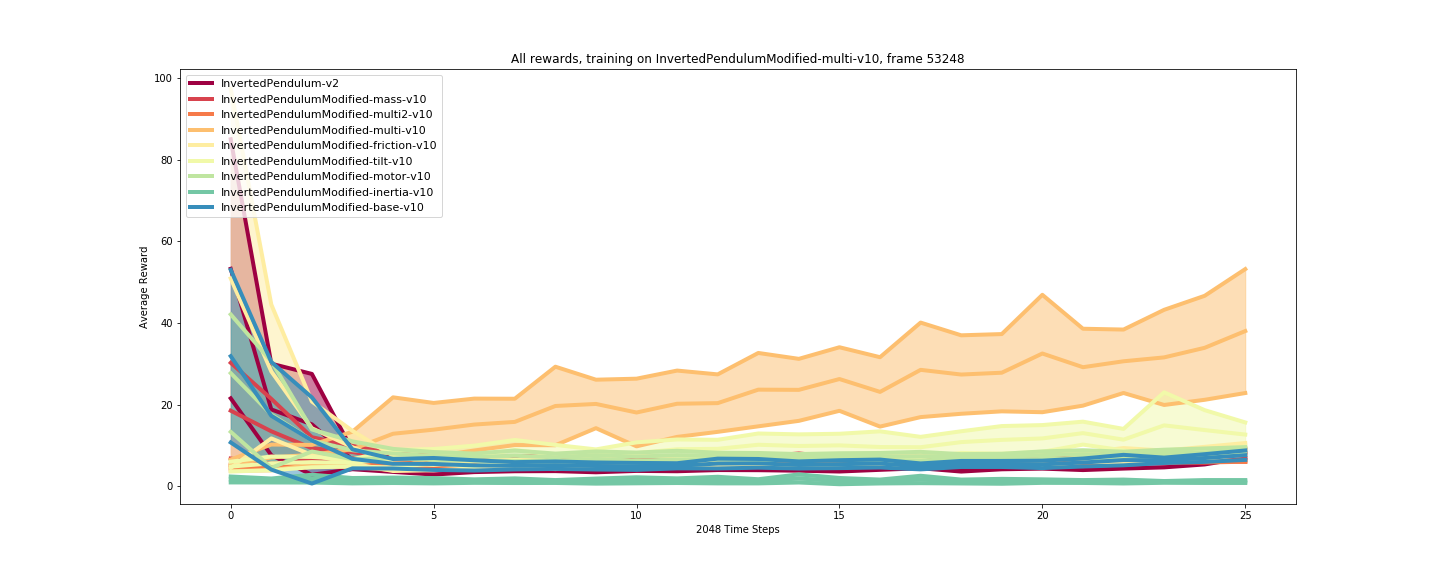 All rewards, training on InvertedPendulumModified-multi-v10, frame 53248
100
80
60
40
20
0
Average Reward
InvertedPendulum-v2
InvertedPendulumModified-mass-v10
InvertedPendulumModified-multi2-v10
InvertedPendulumModified-multi-v10
InvertedPendulumModified-friction-v10
InvertedPendulumModified-tilt-v10
InvertedPendulumModified-motor-v10
InvertedPendulumModified-inertia-v10
InvertedPendulumModified-base-v10
0 5 10 15 20 25
2048 Time Steps